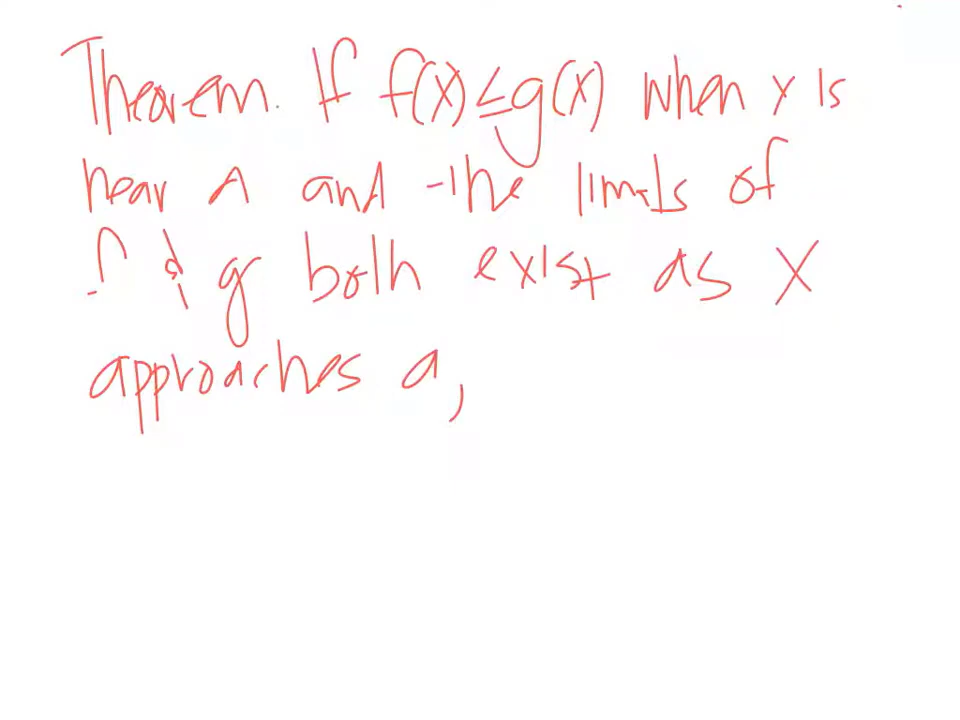 Theorem. If f(x) ≤ g(x) when x is
near a and the limits of
f & g both exist as x
approaches a,